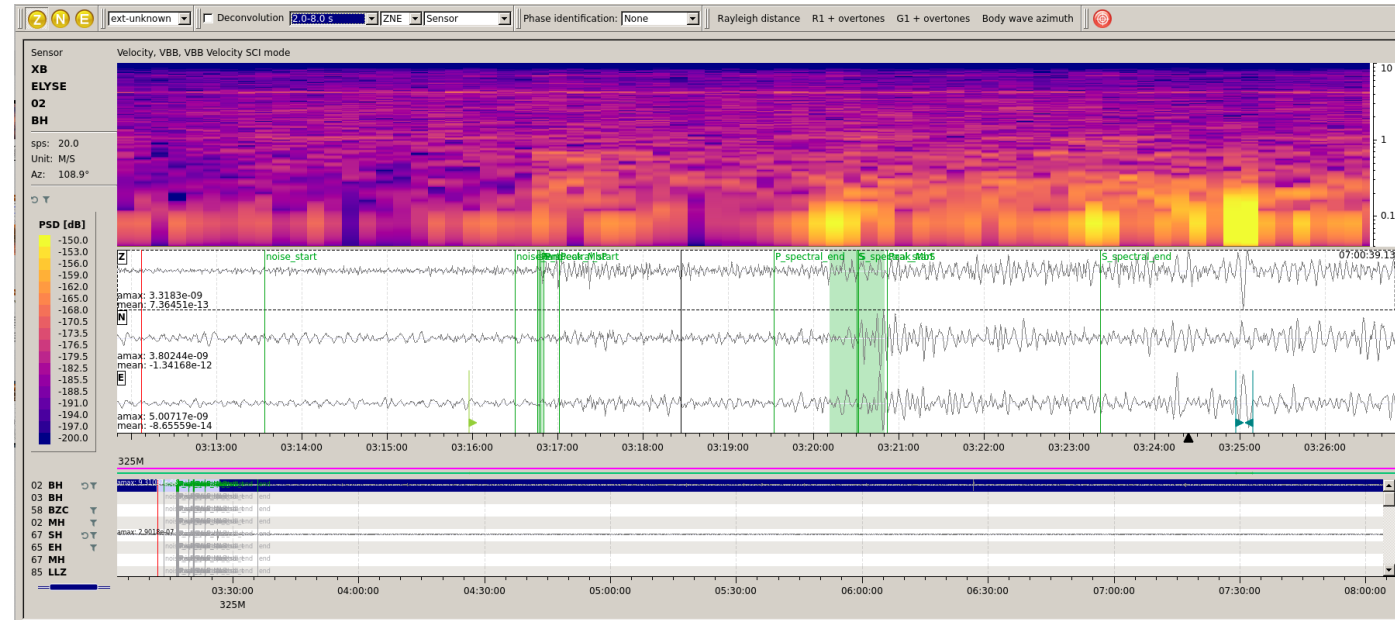 Z N E ext-unknown Deconvolution 2.0-8.0 s ZNE Sensor Phase identification: None Rayleigh distance R1 + overtones G1 + overtones Body wave azimuth
Sensor Velocity, VBB, VBB Velocity SCI mode
XB
ELYSE
02
BH
sps: 20.0
Unit: M/S
Az: 108.9°
10
1
0.1
PSD [dB]
-150.0
-153.0
-156.0
-159.0
-162.0
-165.0
-168.0
-170.5
-173.5
-176.5
-179.5
-182.5
-185.5
-188.5
-191.0
-194.0
-197.0
-200.0
Z noise_start P_spectral_end S_spectral_end 07:00:39.13
amax: 3.3183e-09
mean: 7.36451e-13
N
amax: 3.80244e-09
mean: -1.34168e-12
E
amax: 5.00717e-09
mean: -8.65559e-14
03:13:00 03:14:00 03:15:00 03:16:00 03:17:00 03:18:00 03:19:00 03:20:00 03:21:00 03:22:00 03:23:00 03:24:00 03:25:00 03:26:00
325M
02 BH
03 BH
58 BZC
02 MH
67 SH amax: 2.9018e-07
65 EH
67 MH
85 LLZ
03:30:00 04:00:00 04:30:00 05:00:00 05:30:00 06:00:00 06:30:00 07:00:00 07:30:00 08:00:00
325M